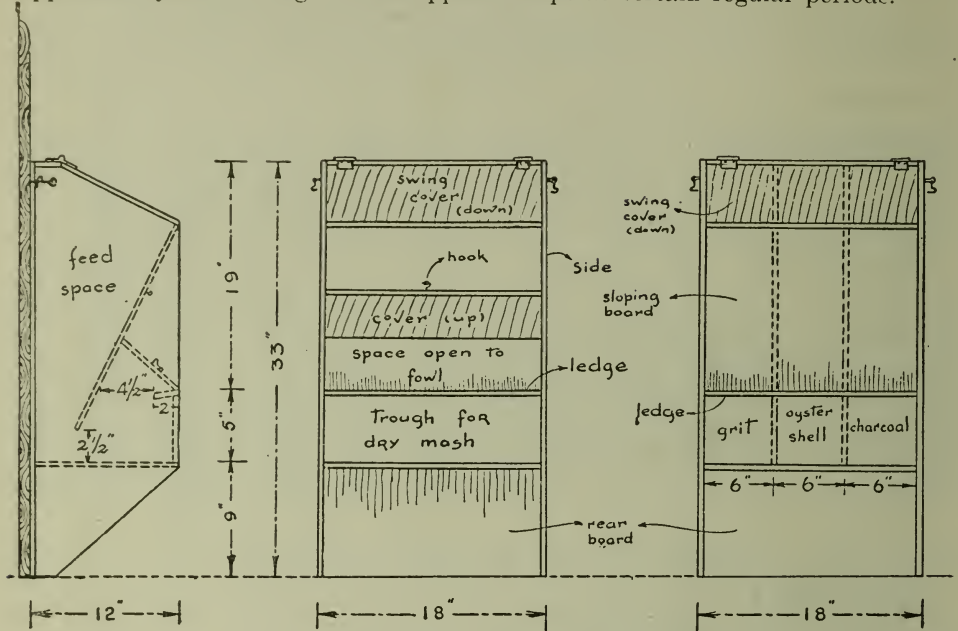 regular periods.
feed
space
19"
5"
9"
4½"
2"
2½"
12"
33"
swing
cover
(down)
hook
side
cover (up)
space open to
fowl
ledge
Trough for
dry mash
rear
board
18"
swing
cover
(down)
sloping
board
ledge
grit
oyster
shell
charcoal
6" 6" 6"
18"